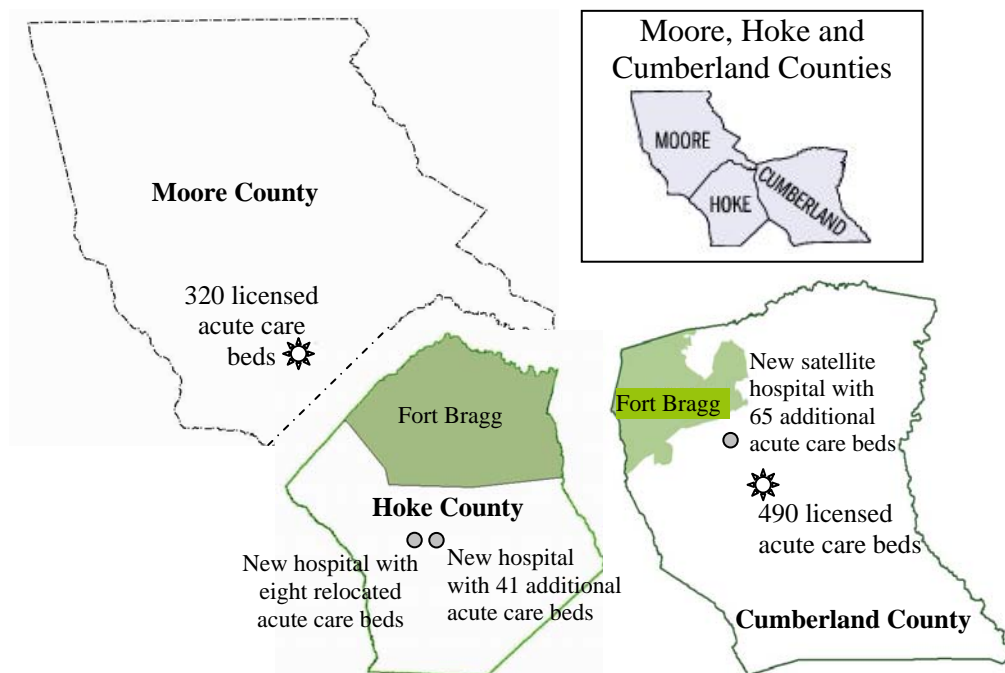 Moore, Hoke and
Cumberland Counties
MOORE
HOKE
CUMBERLAND
Moore County
320 licensed
acute care
beds
Fort Bragg
Hoke County
New hospital with
eight relocated
acute care beds
New hospital
with 41 additional
acute care beds
Fort Bragg
New satellite
hospital with
65 additional
acute care beds
490 licensed
acute care beds
Cumberland County